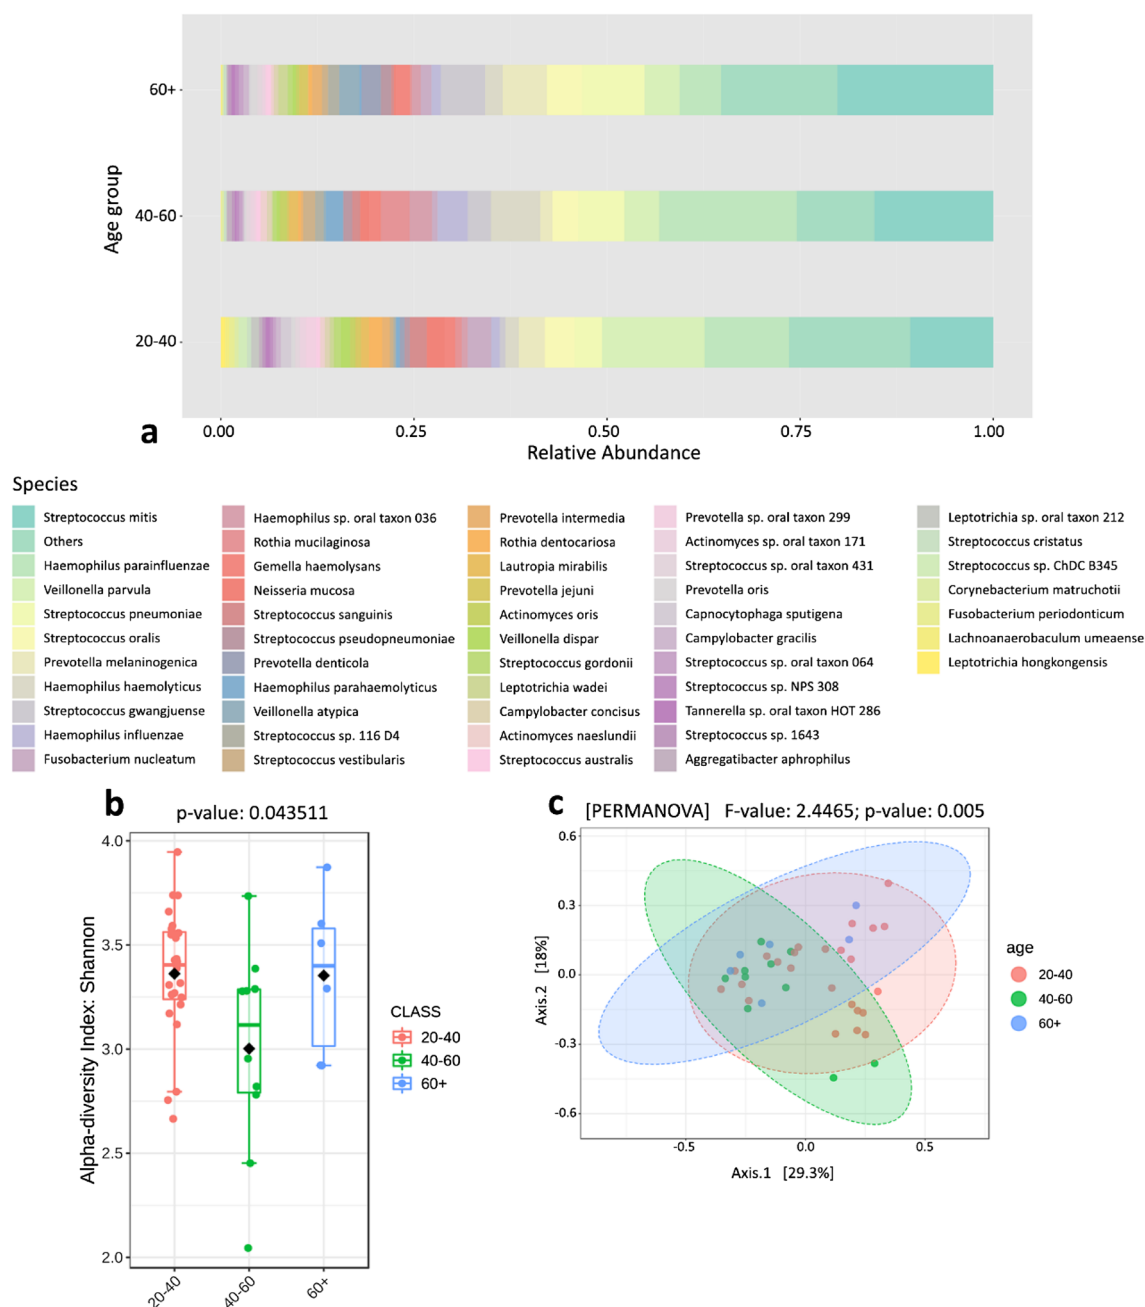 60+
40-60
20-40
Age group
0.00 0.25 0.50 0.75 1.00
a
Relative Abundance
Species
Streptococcus mitis
Others
Haemophilus parainfluenzae
Veillonella parvula
Streptococcus pneumoniae
Streptococcus oralis
Prevotella melaninogenica
Haemophilus haemolyticus
Streptococcus gwangjuense
Haemophilus influenzae
Fusobacterium nucleatum
Haemophilus sp. oral taxon 036
Rothia mucilaginosa
Gemella haemolysans
Neisseria mucosa
Streptococcus sanguinis
Streptococcus pseudopneumoniae
Prevotella denticola
Haemophilus parahaemolyticus
Veillonella atypica
Streptococcus sp. 116 D4
Streptococcus vestibularis
Prevotella intermedia
Rothia dentocariosa
Lautropia mirabilis
Prevotella jejuni
Actinomyces oris
Veillonella dispar
Streptococcus gordonii
Leptotrichia wadei
Campylobacter concisus
Actinomyces naeslundii
Streptococcus australis
Prevotella sp. oral taxon 299
Actinomyces sp. oral taxon 171
Streptococcus sp. oral taxon 431
Prevotella oris
Capnocytophaga sputigena
Campylobacter gracilis
Streptococcus sp. oral taxon 064
Streptococcus sp. NPS 308
Tannerella sp. oral taxon HOT 286
Streptococcus sp. 1643
Aggregatibacter aphrophilus
Leptotrichia sp. oral taxon 212
Streptococcus cristatus
Streptococcus sp. ChDC B345
Corynebacterium matruchotii
Fusobacterium periodonticum
Lachnoanaerobaculum umeaense
Leptotrichia hongkongensis
b
p-value: 0.043511
4.0
3.5
3.0
2.5
2.0
Alpha-diversity Index: Shannon
20-40 40-60 60+
CLASS
20-40
40-60
60+
c
[PERMANOVA] F-value: 2.4465; p-value: 0.005
0.6
0.3
0.0
-0.3
-0.6
Axis.2 [18%]
-0.5 0.0 0.5
Axis.1 [29.3%]
age
20-40
40-60
60+